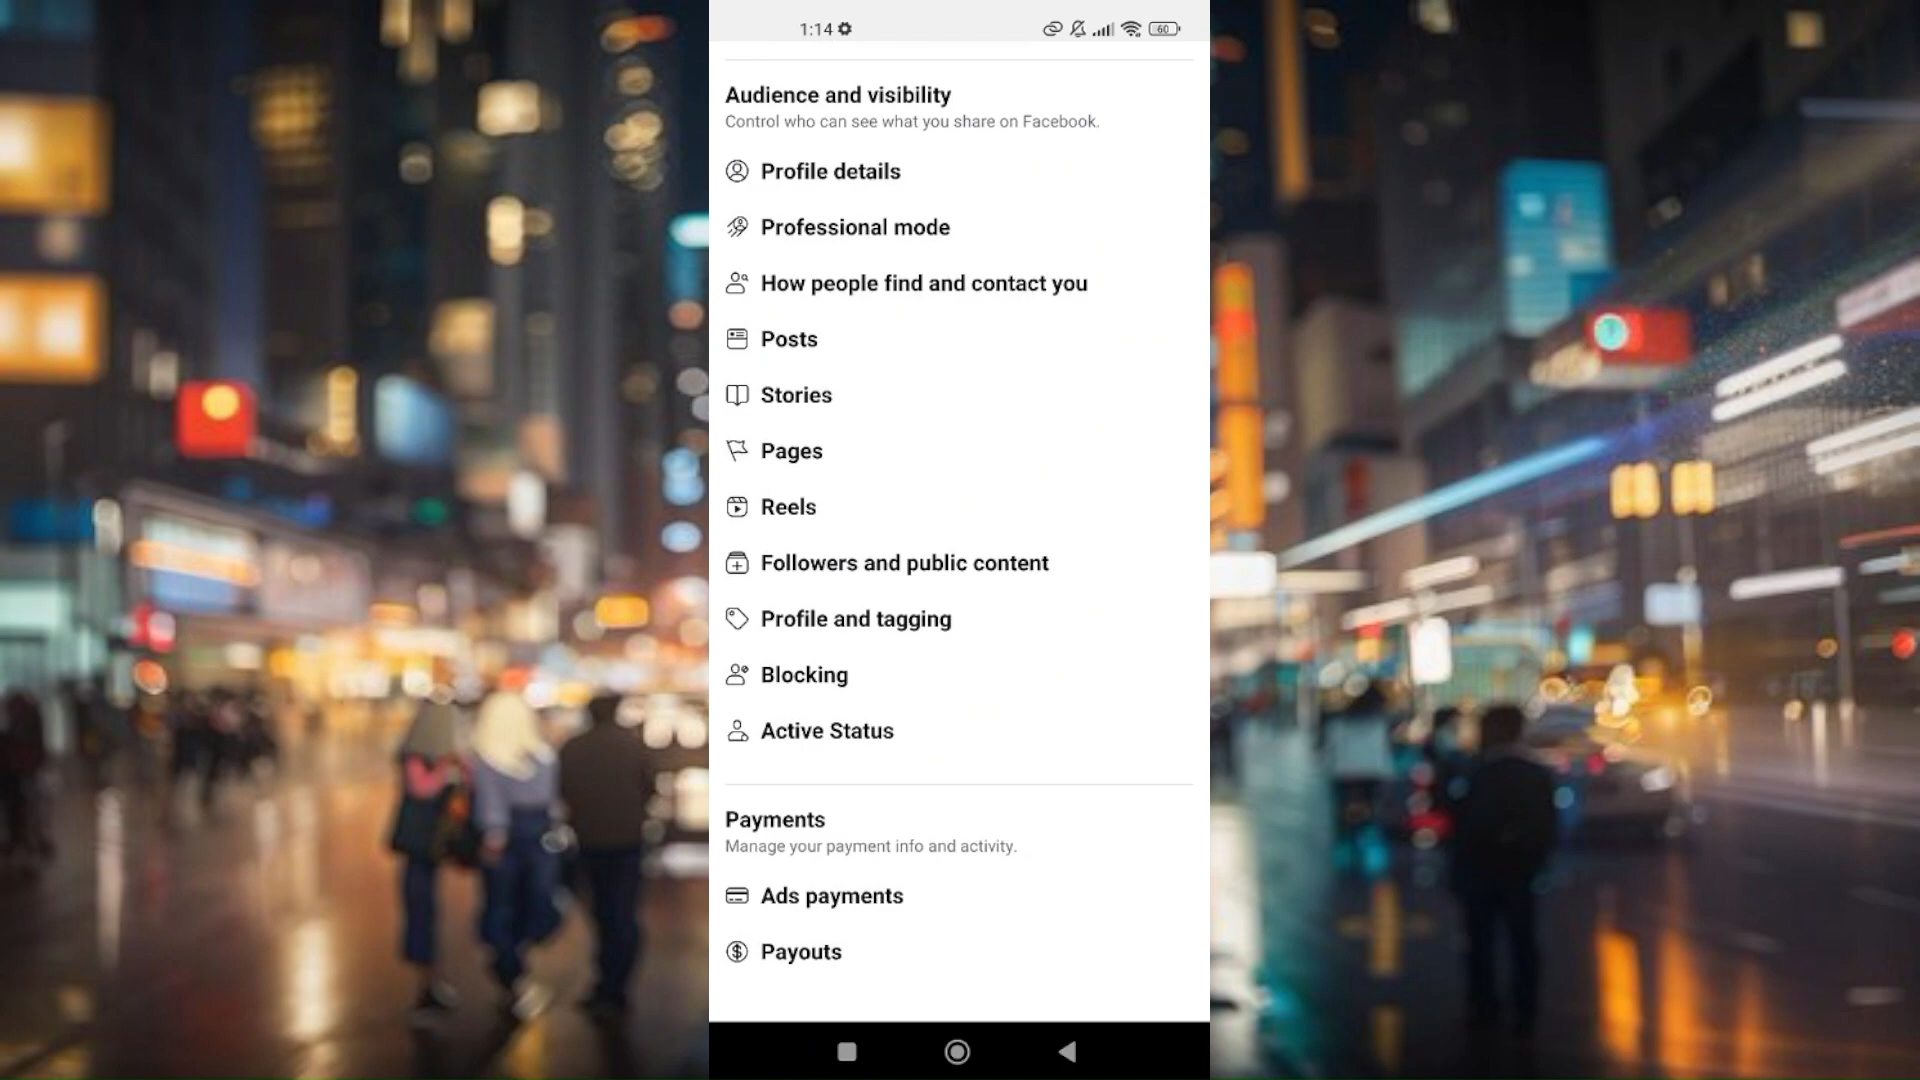 1:14
60
Audience and visibility
Control who can see what you share on Facebook.
Profile details
Professional mode
How people find and contact you
Posts
Stories
Pages
Reels
Followers and public content
Profile and tagging
Blocking
Active Status
Payments
Manage your payment info and activity.
Ads payments
Payouts